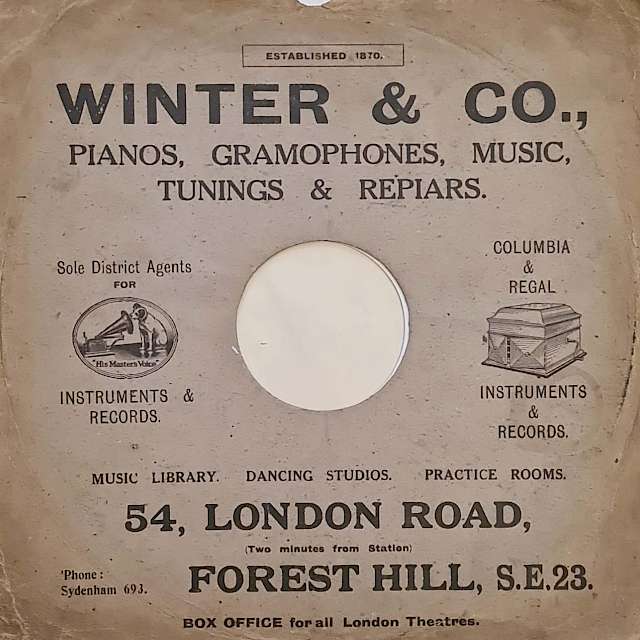 ESTABLISHED 1870.
WINTER & CO.,
PIANOS, GRAMOPHONES, MUSIC,
TUNINGS & REPIARS.
Sole District Agents
FOR
"His Master's Voice"
INSTRUMENTS &
RECORDS.
COLUMBIA
&
REGAL
INSTRUMENTS
&
RECORDS.
MUSIC LIBRARY. DANCING STUDIOS. PRACTICE ROOMS.
54, LONDON ROAD,
(Two minutes from Station)
'Phone:
Sydenham 693.
FOREST HILL, S.E.23.
BOX OFFICE for all London Theatres.